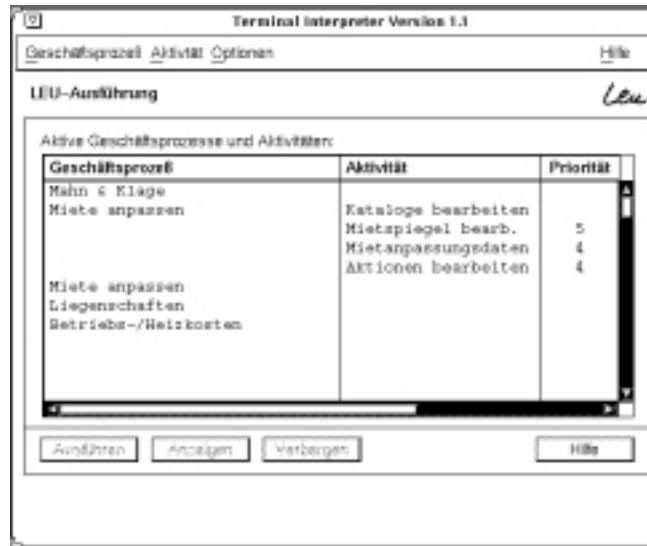 Terminal Interpreter Version 1.1
Geschäftsprozeß Aktivität Optionen Hilfe
LEU-Ausführung Leu
Aktive Geschäftsprozesse und Aktivitäten:
Geschäftsprozeß Aktivität Priorität
Mahn & Klage
Miete anpassen Kataloge bearbeiten
Mietspiegel bearb. 5
Mietanpassungsdaten 4
Aktionen bearbeiten 4
Miete anpassen
Liegenschaften
Betriebs-/Heizkosten
Ausführen Anzeigen Verbergen Hilfe